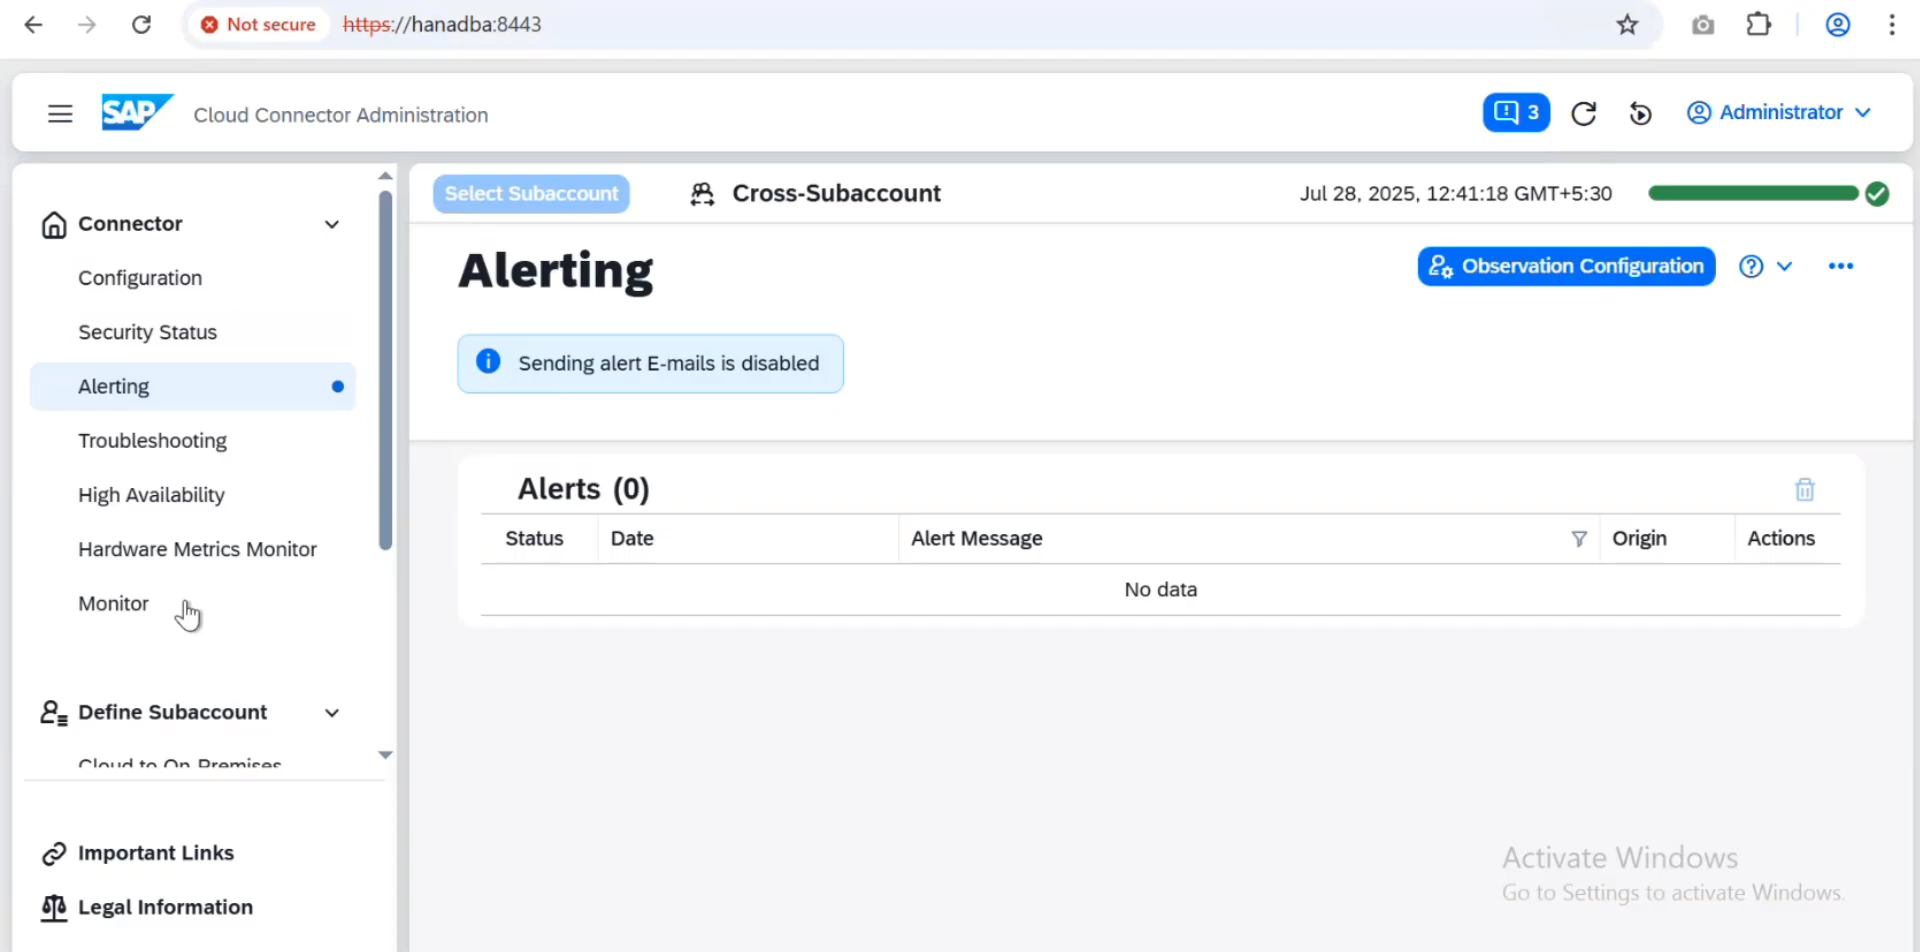 Not secure https://hanadba:8443
SAP Cloud Connector Administration 3 Administrator
Connector
Configuration
Security Status
Alerting
Troubleshooting
High Availability
Hardware Metrics Monitor
Monitor
Define Subaccount
Cloud to On-Premises
Important Links
Legal Information
Select Subaccount Cross-Subaccount Jul 28, 2025, 12:41:18 GMT+5:30
Alerting Observation Configuration
Sending alert E-mails is disabled
Alerts (0)
Status Date Alert Message Origin Actions
No data
Activate Windows
Go to Settings to activate Windows.